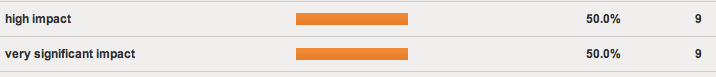 high impact 50.0% 9
very significant impact 50.0% 9